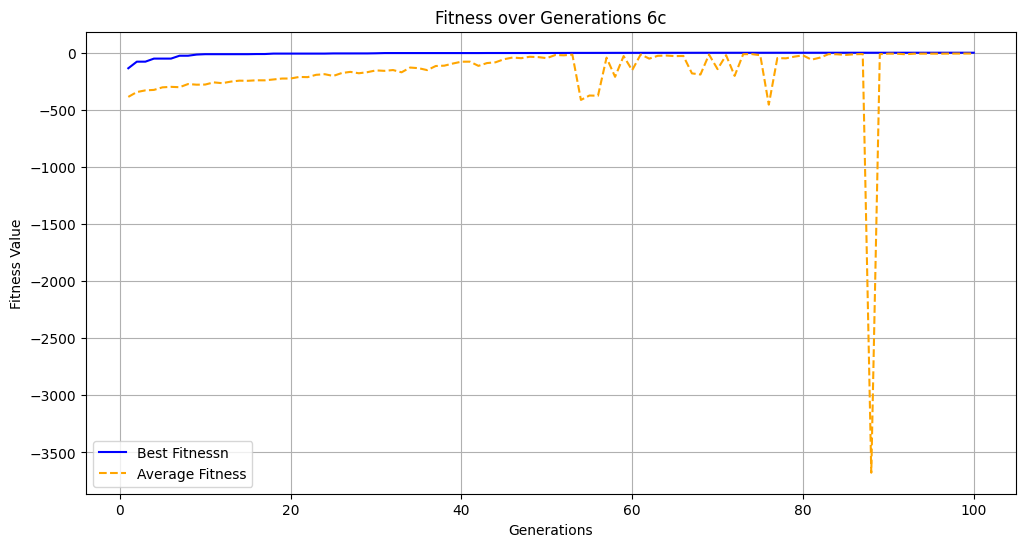 Fitness over Generations 6c
0
−500
−1000
−1500
−2000
−2500
−3000
−3500
Fitness Value
Best Fitnessn
Average Fitness
0 20 40 60 80 100
Generations